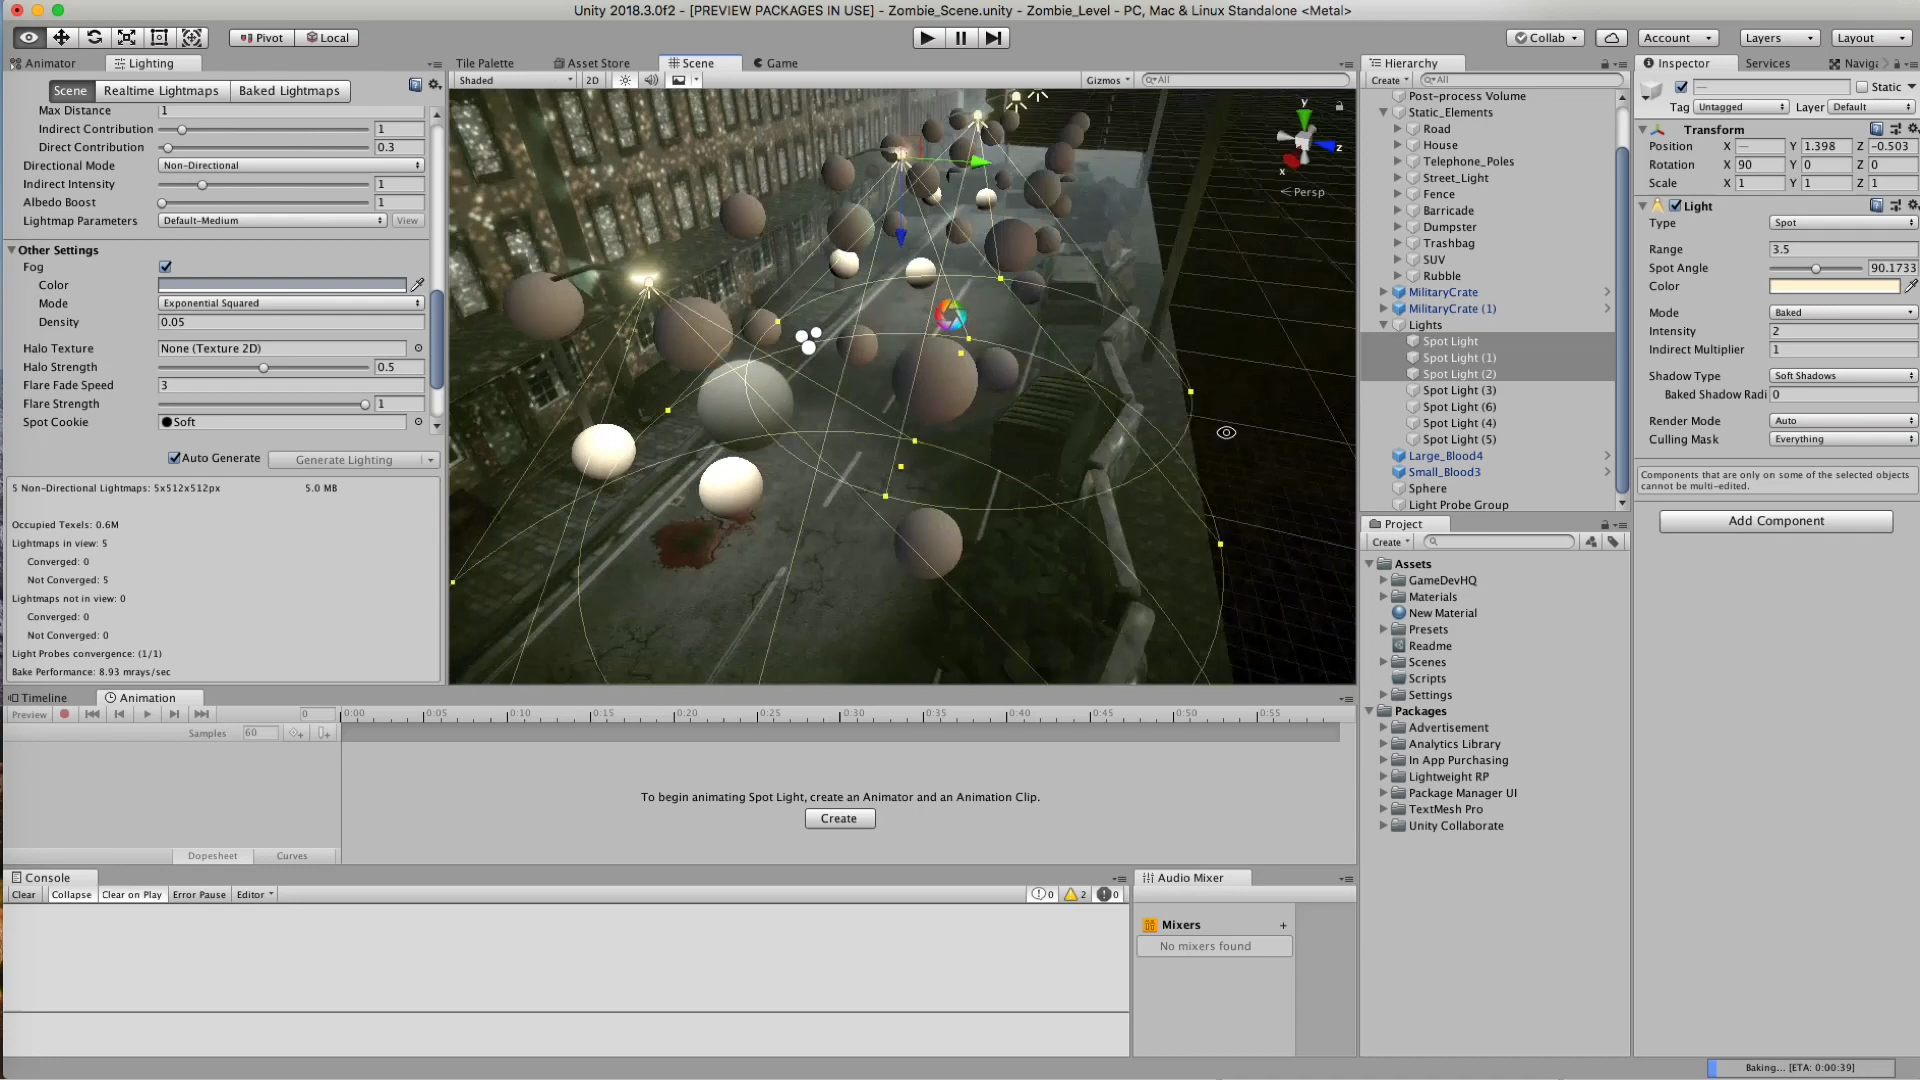 Unity 2018.3.0f2 - [PREVIEW PACKAGES IN USE] - Zombie_Scene.unity - Zombie_Level - PC, Mac & Linux Standalone <Metal>
Pivot Local Collab Account Layers Layout
Animator Lighting
Scene Realtime Lightmaps Baked Lightmaps
Max Distance 1
Indirect Contribution 1
Direct Contribution 0.3
Directional Mode Non-Directional
Indirect Intensity 1
Albedo Boost 1
Lightmap Parameters Default-Medium View
Other Settings
Fog
Color
Mode Exponential Squared
Density 0.05
Halo Texture None (Texture 2D)
Halo Strength 0.5
Flare Fade Speed 3
Flare Strength 1
Spot Cookie Soft
Auto Generate Generate Lighting
5 Non-Directional Lightmaps: 5x512x512px 5.0 MB
Occupied Texels: 0.6M
Lightmaps in view: 5
Converged: 0
Not Converged: 5
Lightmaps not in view: 0
Converged: 0
Not Converged: 0
Light Probes convergence: (1/1)
Bake Performance: 8.93 mrays/sec
Tile Palette Asset Store Scene Game
Shaded 2D Gizmos All
y
z
x
Persp
Timeline Animation
Preview 0 0:00 0:05 0:10 0:15 0:20 0:25 0:30 0:35 0:40 0:45 0:50 0:55
Samples 60
To begin animating Spot Light, create an Animator and an Animation Clip.
Create
Dopesheet Curves
Console
Clear Collapse Clear on Play Error Pause Editor 0 2 0
Audio Mixer
Mixers +
No mixers found
Hierarchy
Create All
Post-process Volume
Static_Elements
Road
House
Telephone_Poles
Street_Light
Fence
Barricade
Dumpster
Trashbag
SUV
Rubble
MilitaryCrate
MilitaryCrate (1)
Lights
Spot Light
Spot Light (1)
Spot Light (2)
Spot Light (3)
Spot Light (6)
Spot Light (4)
Spot Light (5)
Large_Blood4
Small_Blood3
Sphere
Light Probe Group
Project
Create
Assets
GameDevHQ
Materials
New Material
Presets
Readme
Scenes
Scripts
Settings
Packages
Advertisement
Analytics Library
In App Purchasing
Lightweight RP
Package Manager UI
TextMesh Pro
Unity Collaborate
Inspector Services Naviga
— Static
Tag Untagged Layer Default
Transform
Position X — Y 1.398 Z -0.503
Rotation X 90 Y 0 Z 0
Scale X 1 Y 1 Z 1
Light
Type Spot
Range 3.5
Spot Angle 90.1733
Color
Mode Baked
Intensity 2
Indirect Multiplier 1
Shadow Type Soft Shadows
Baked Shadow Radi 0
Render Mode Auto
Culling Mask Everything
Components that are only on some of the selected objects
cannot be multi-edited.
Add Component
Baking... [ETA: 0:00:39]